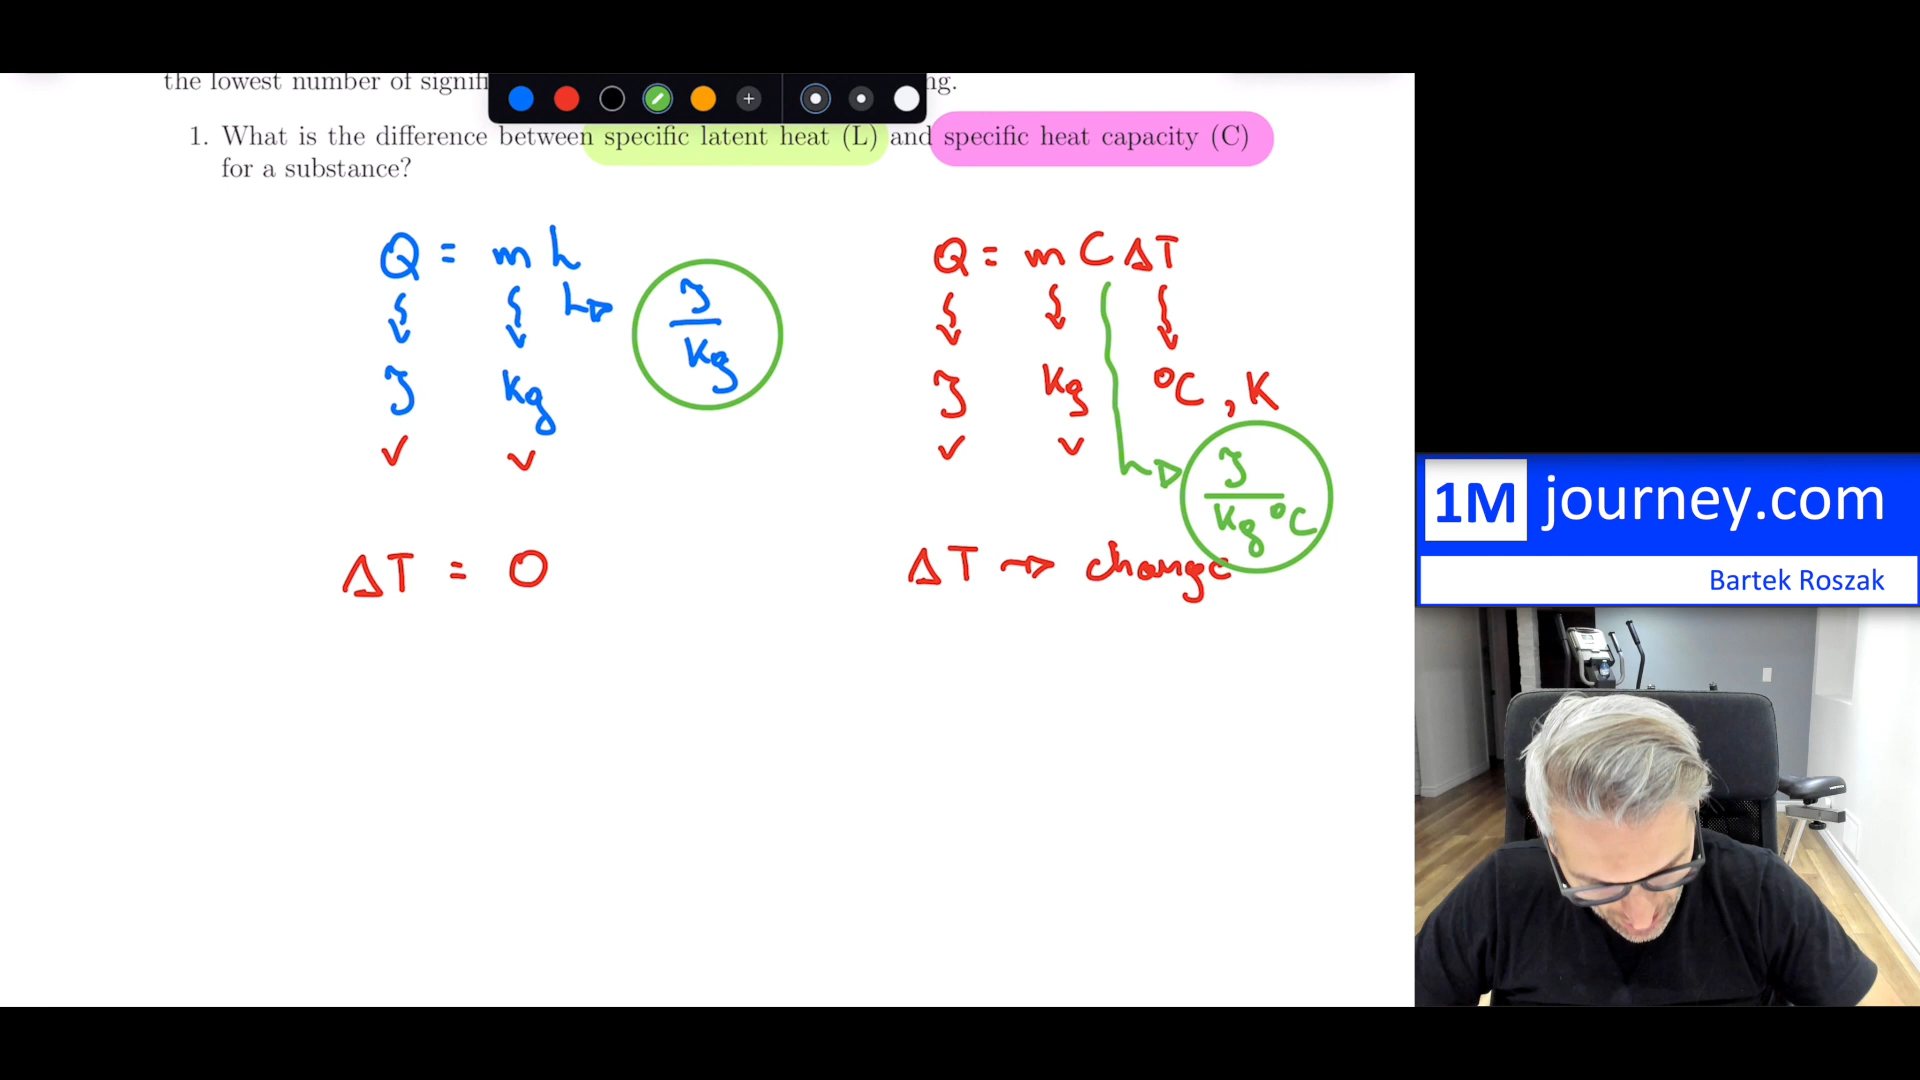 the lowest number of signifi
ng.
1. What is the difference between specific latent heat (L) and specific heat capacity (C)
for a substance?
Q = m L
J
kg
J
kg
ΔT = 0
Q = m C ΔT
J
kg
°C , K
J
kg °C
ΔT → change
1M journey.com
Bartek Roszak